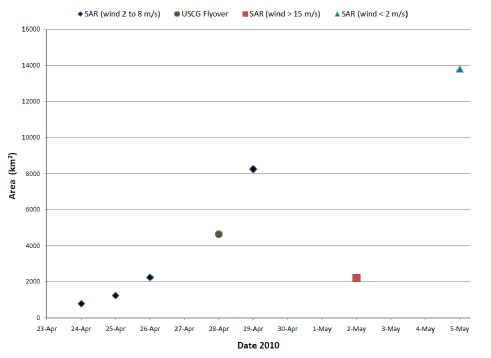 SAR (wind 2 to 8 m/s) USCG Flyover SAR (wind > 15 m/s) SAR (wind < 2 m/s)
16000
14000
12000
10000
8000
6000
4000
2000
0
Area (km²)
23-Apr 24-Apr 25-Apr 26-Apr 27-Apr 28-Apr 29-Apr 30-Apr 1-May 2-May 3-May 4-May 5-May
Date 2010